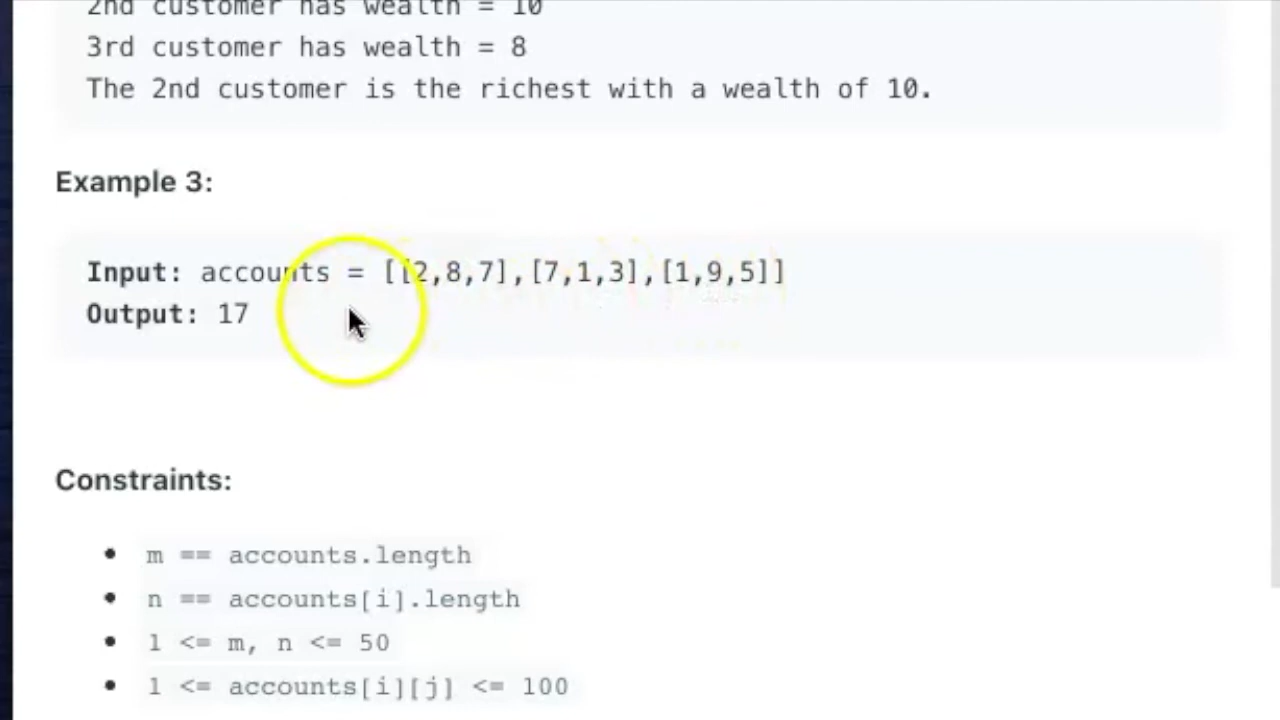 2nd customer has wealth = 10
3rd customer has wealth = 8
The 2nd customer is the richest with a wealth of 10.
Example 3:
Input: accounts = [[2,8,7],[7,1,3],[1,9,5]]
Output: 17
Constraints:
• m == accounts.length
• n == accounts[i].length
• 1 <= m, n <= 50
• 1 <= accounts[i][j] <= 100